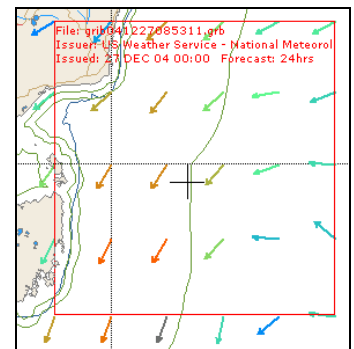 File: grib041227085311.grb
Issuer: US Weather Service - National Meteorol
Issued: 27 DEC 04 00:00 Forecast: 24hrs